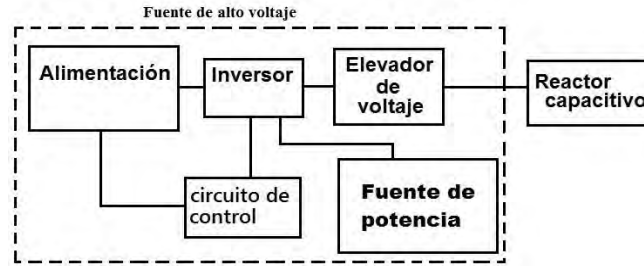 Fuente de alto voltaje
Alimentación
Inversor
Elevador
de
voltaje
Reactor
capacitivo
circuito de
control
Fuente de
potencia